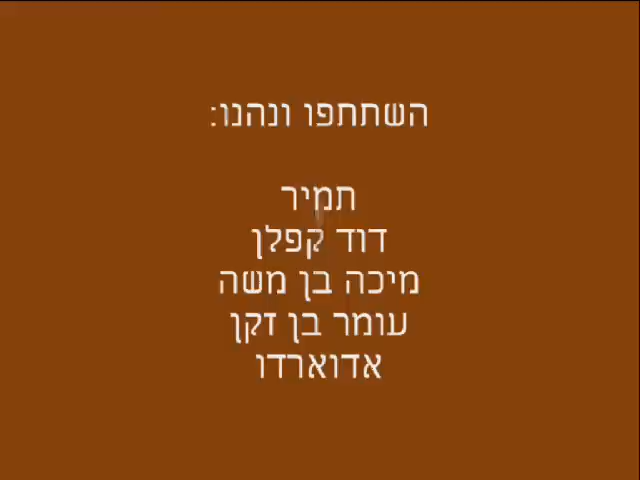 השתתפו ונהנו:
תמיר
דוד קפלן
מיכה בן משה
עומר בן זקן
אדוארדו